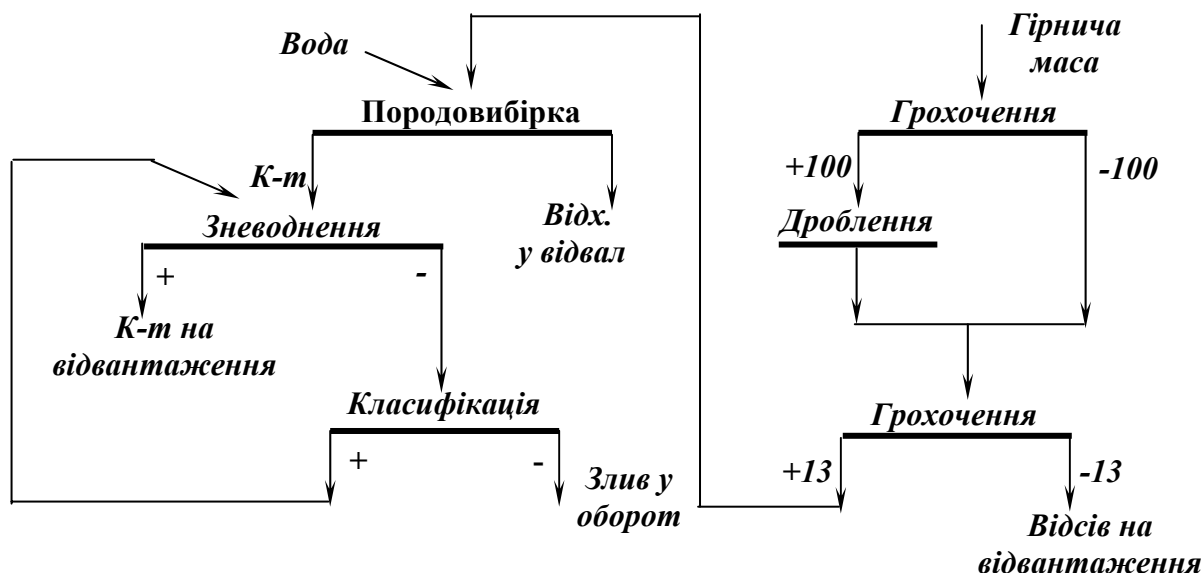 Вода
Гірнича
маса
Породовибірка
Грохочення
+100
-100
К-т
Відх.
у відвал
Зневоднення
Дроблення
+
-
К-т на
відвантаження
Класифікація
Грохочення
+
-
+13
-13
Злив у
оборот
Відсів на
відвантаження